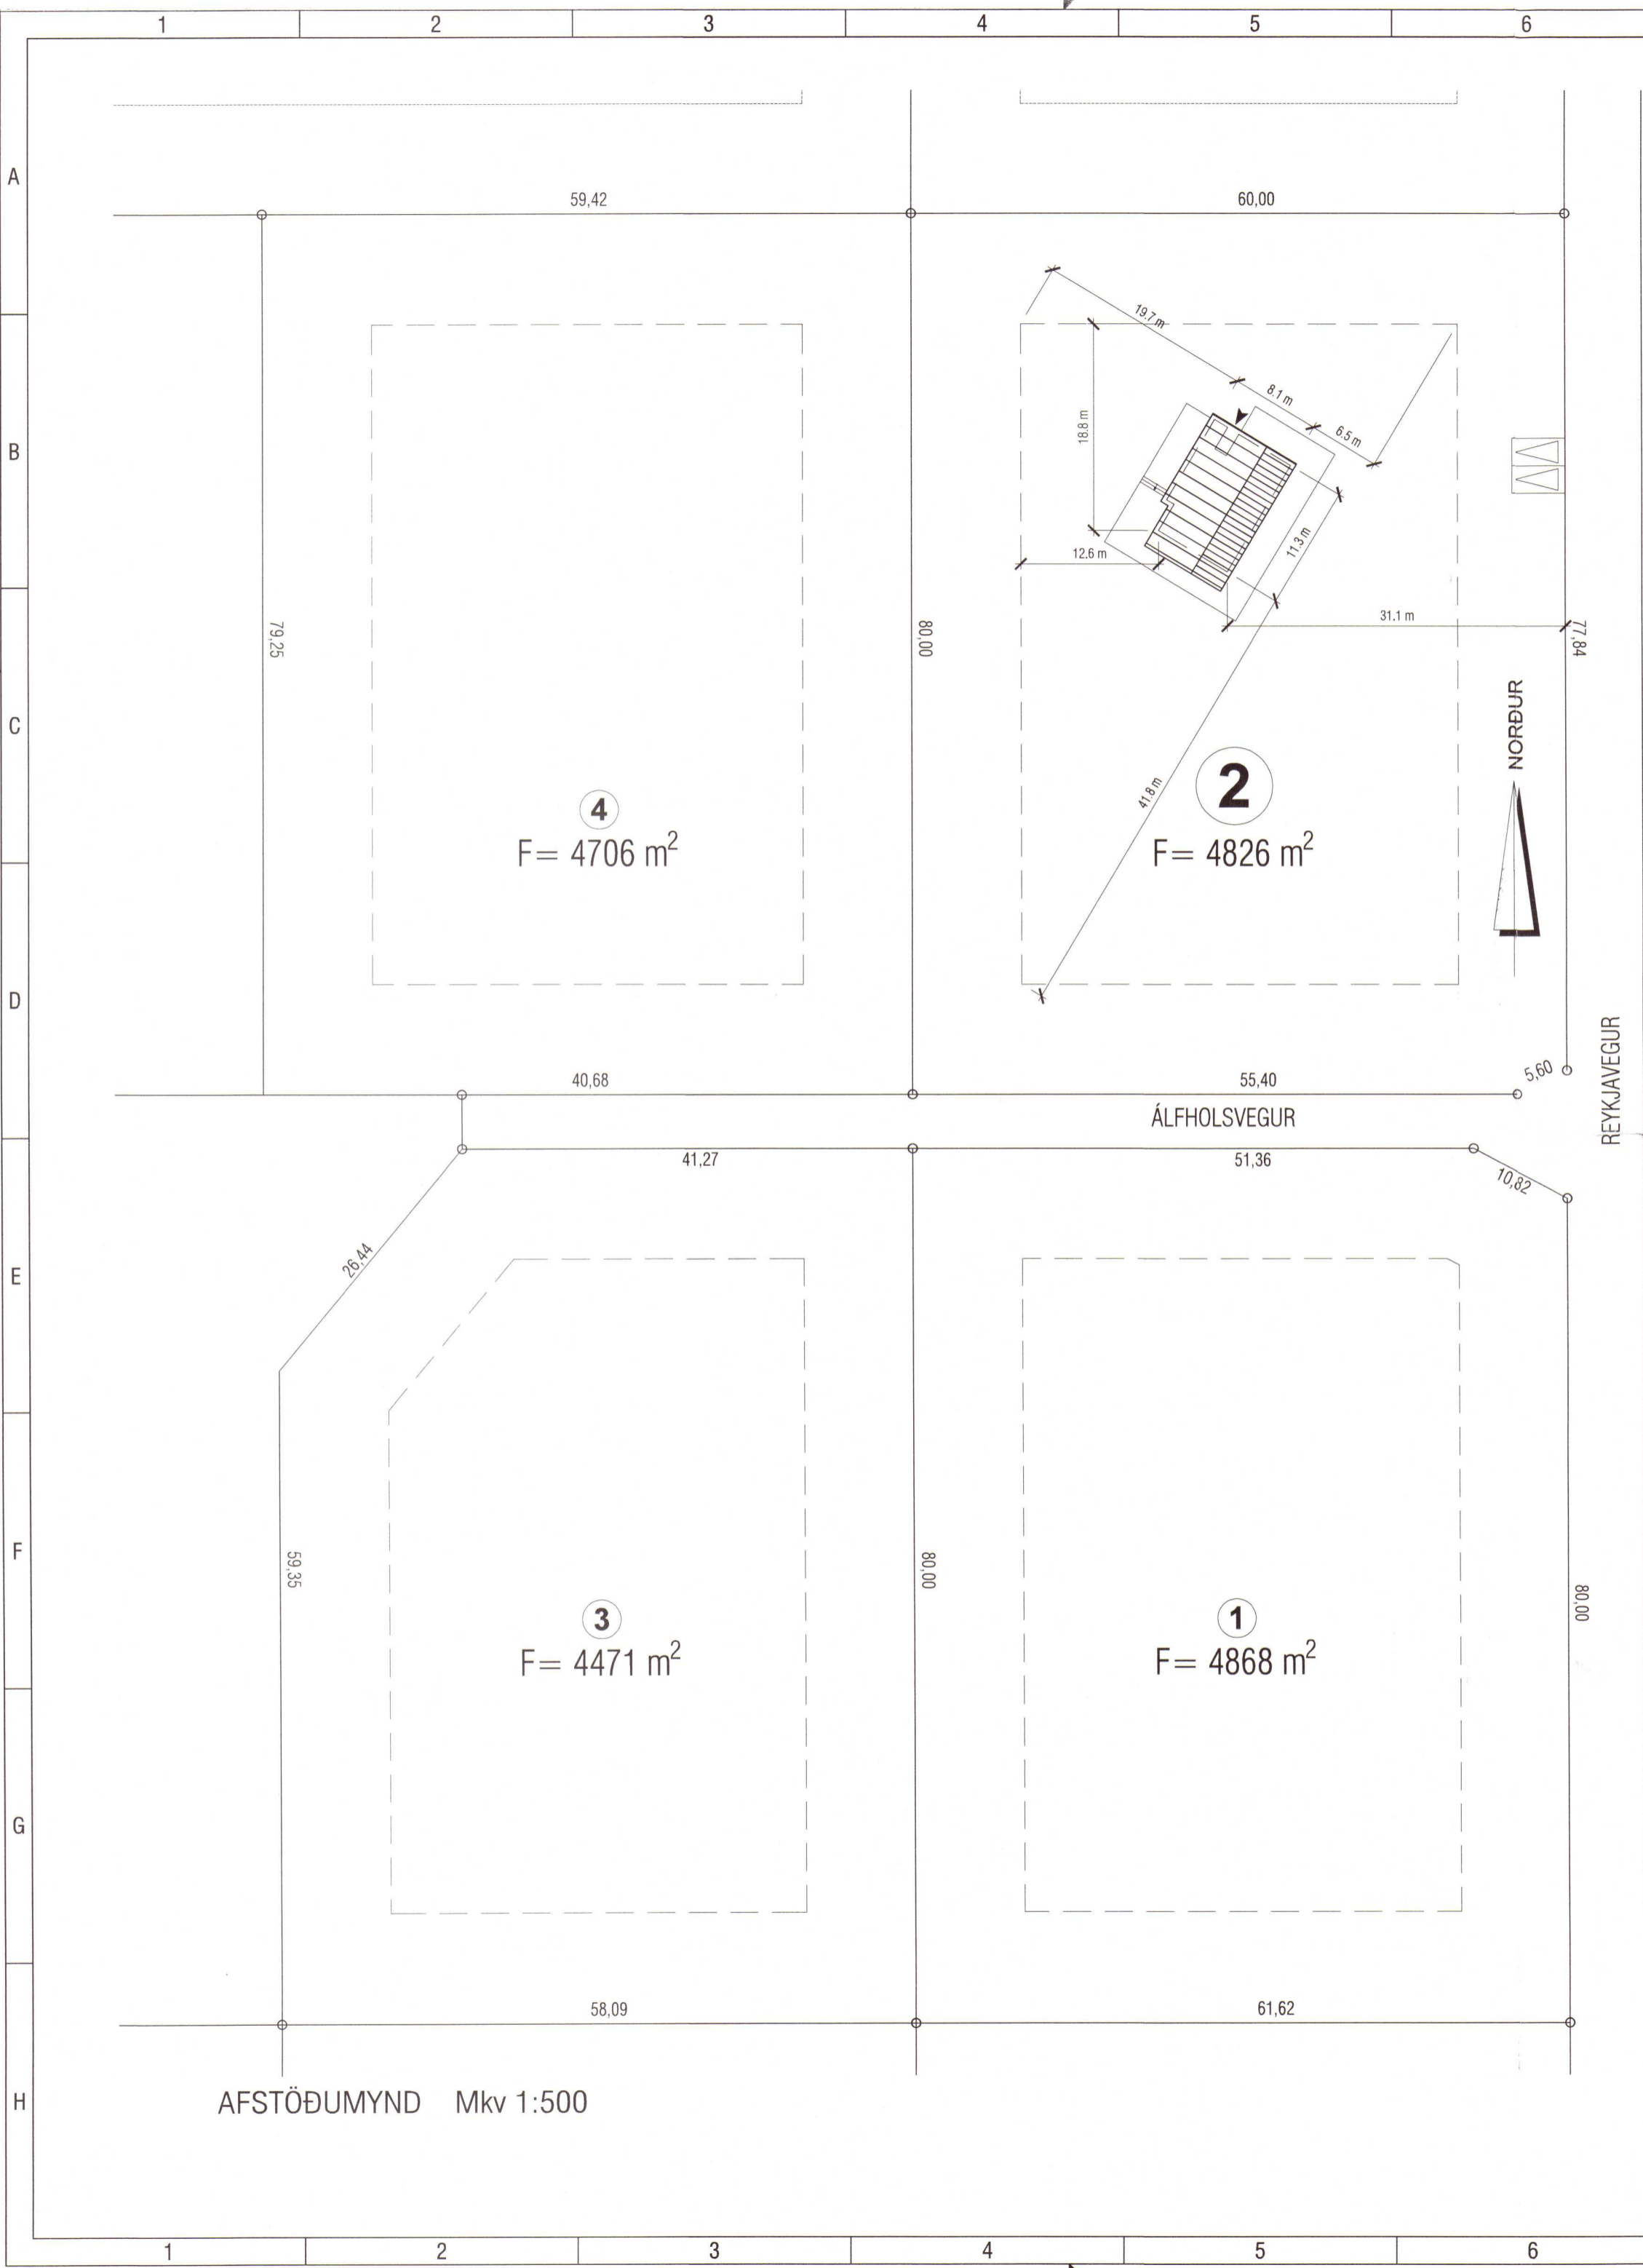 1 2 3 4 5 6
A
59,42 60,00
19.7 m
8.1 m
18.8 m
6.5 m
B
11.3 m
12.6 m
31.1 m
79,25
80,00
77,84
NORÐUR
C
2
41.8 m
4
F= 4706 m²
F= 4826 m²
D
40,68 55,40
5,60
ÁLFHOLSVEGUR
REYKJAVEGUR
41,27 51,36
10,82
26,44
E
F
59,35
80,00
80,00
3
F= 4471 m²
1
F= 4868 m²
G
58,09 61,62
H
AFSTÖÐUMYND Mkv 1:500
1 2 3 4 5 6